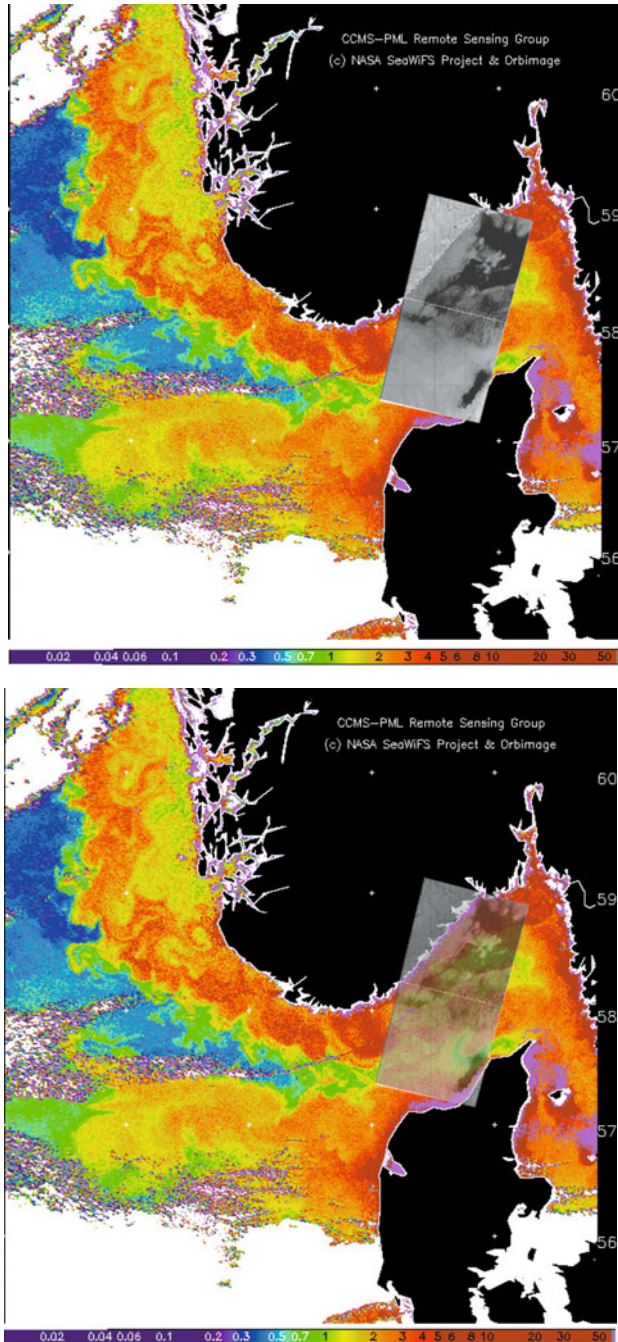 CCMS-PML Remote Sensing Group
(c) NASA SeaWiFS Project & Orbimage
60
59
58
57
56
0.02 0.04 0.06 0.1 0.2 0.3 0.5 0.7 1 2 3 4 5 6 8 10 20 30 50
CCMS-PML Remote Sensing Group
(c) NASA SeaWiFS Project & Orbimage
60
59
58
57
56
0.02 0.04 0.06 0.1 0.2 0.3 0.5 0.7 1 2 3 4 5 6 8 10 20 30 50